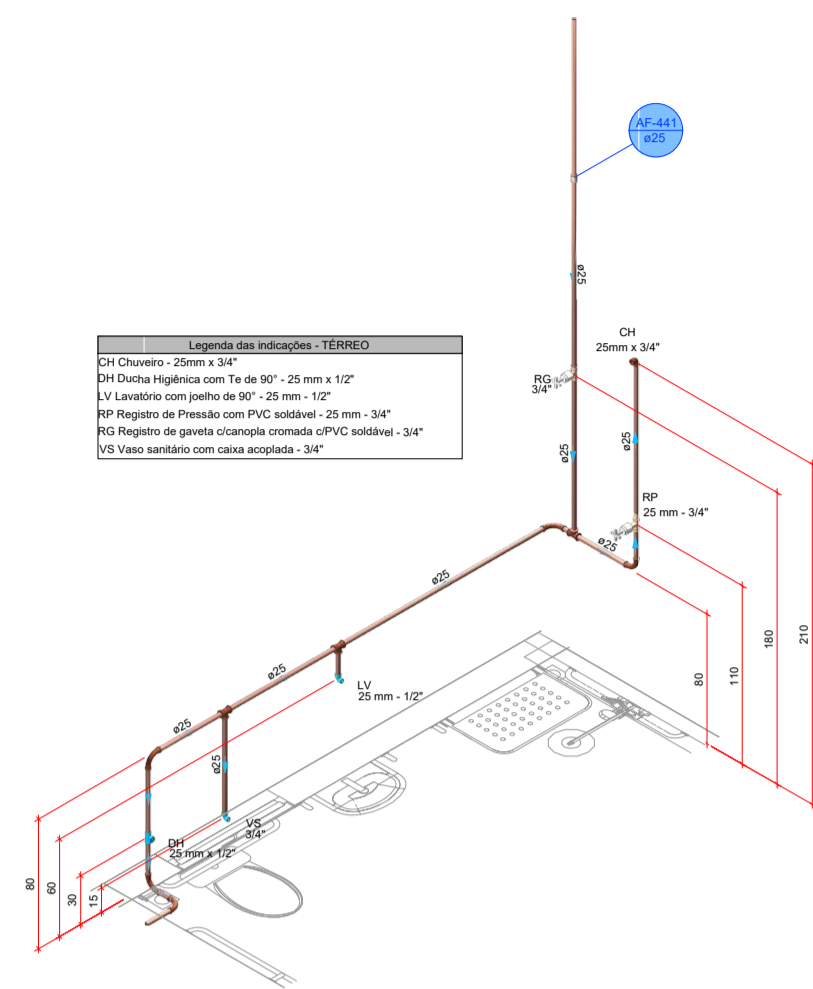 AF-441
ø25
ø25
CH
25mm x 3/4"
Legenda das indicações - TÉRREO
CH Chuveiro - 25mm x 3/4"
DH Ducha Higiênica com Te de 90° - 25 mm x 1/2"
LV Lavatório com joelho de 90° - 25 mm - 1/2"
RP Registro de Pressão com PVC soldável - 25 mm - 3/4"
RG Registro de gaveta c/canopla cromada c/PVC soldável - 3/4"
VS Vaso sanitário com caixa acoplada - 3/4"
RG
3/4"
ø25
ø25
RP
25 mm - 3/4"
ø25
ø25
ø25
LV
25 mm - 1/2"
ø25
ø25
VS
3/4"
DH
25 mm x 1/2"
80
110
180
210
80
60
30
15